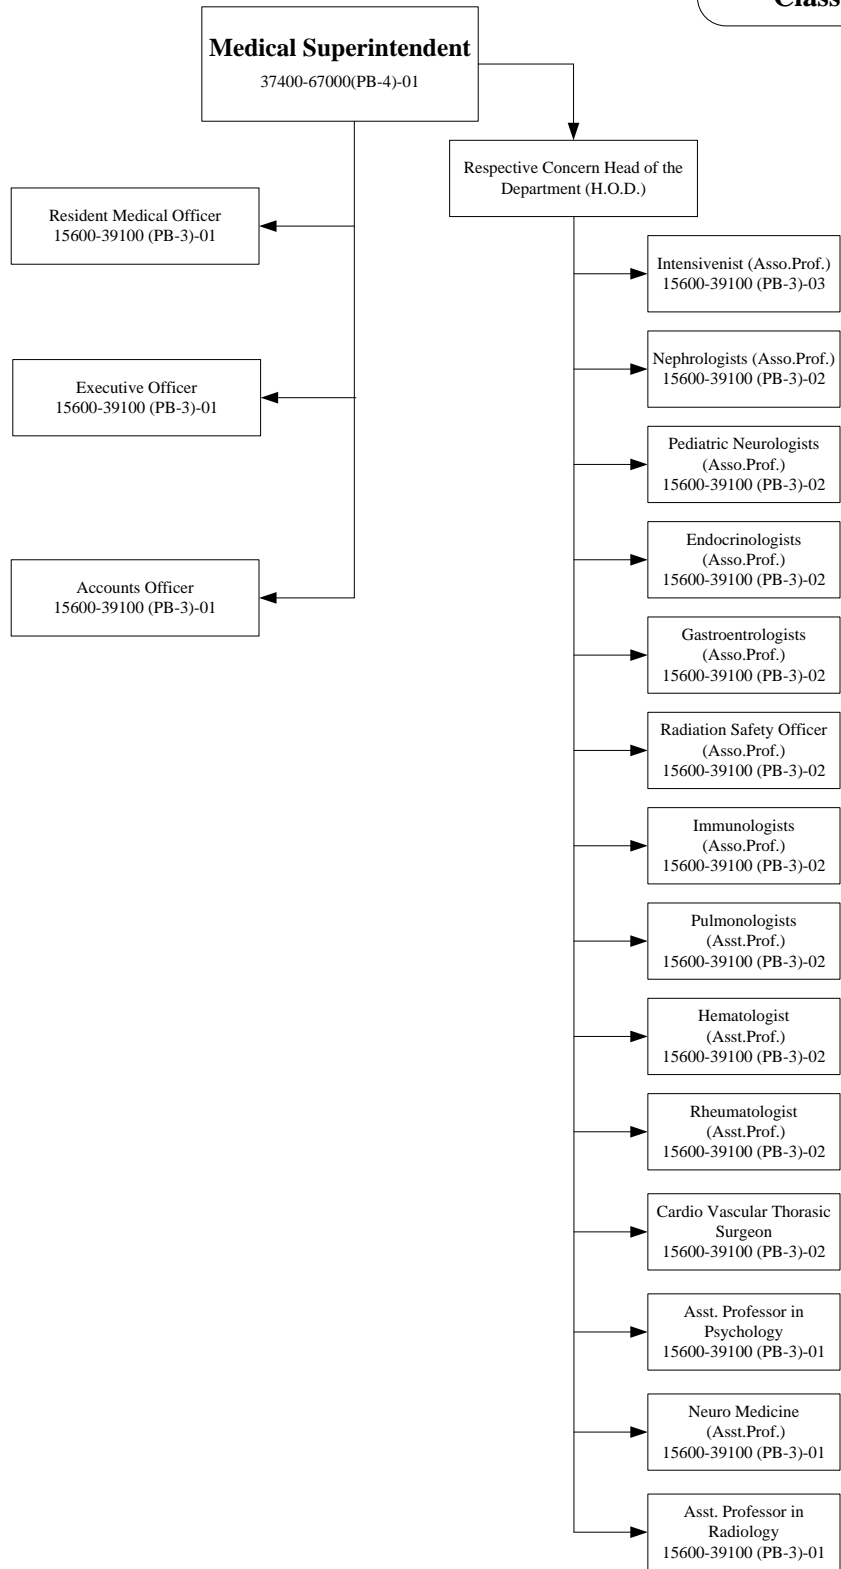 Class
Medical Superintendent
37400-67000(PB-4)-01
Respective Concern Head of the
Department (H.O.D.)
Resident Medical Officer
15600-39100 (PB-3)-01
Executive Officer
15600-39100 (PB-3)-01
Accounts Officer
15600-39100 (PB-3)-01
Intensivenist (Asso.Prof.)
15600-39100 (PB-3)-03
Nephrologists (Asso.Prof.)
15600-39100 (PB-3)-02
Pediatric Neurologists
(Asso.Prof.)
15600-39100 (PB-3)-02
Endocrinologists
(Asso.Prof.)
15600-39100 (PB-3)-02
Gastroentrologists
(Asso.Prof.)
15600-39100 (PB-3)-02
Radiation Safety Officer
(Asso.Prof.)
15600-39100 (PB-3)-02
Immunologists
(Asso.Prof.)
15600-39100 (PB-3)-02
Pulmonologists
(Asst.Prof.)
15600-39100 (PB-3)-02
Hematologist
(Asst.Prof.)
15600-39100 (PB-3)-02
Rheumatologist
(Asst.Prof.)
15600-39100 (PB-3)-02
Cardio Vascular Thorasic
Surgeon
15600-39100 (PB-3)-02
Asst. Professor in
Psychology
15600-39100 (PB-3)-01
Neuro Medicine
(Asst.Prof.)
15600-39100 (PB-3)-01
Asst. Professor in
Radiology
15600-39100 (PB-3)-01